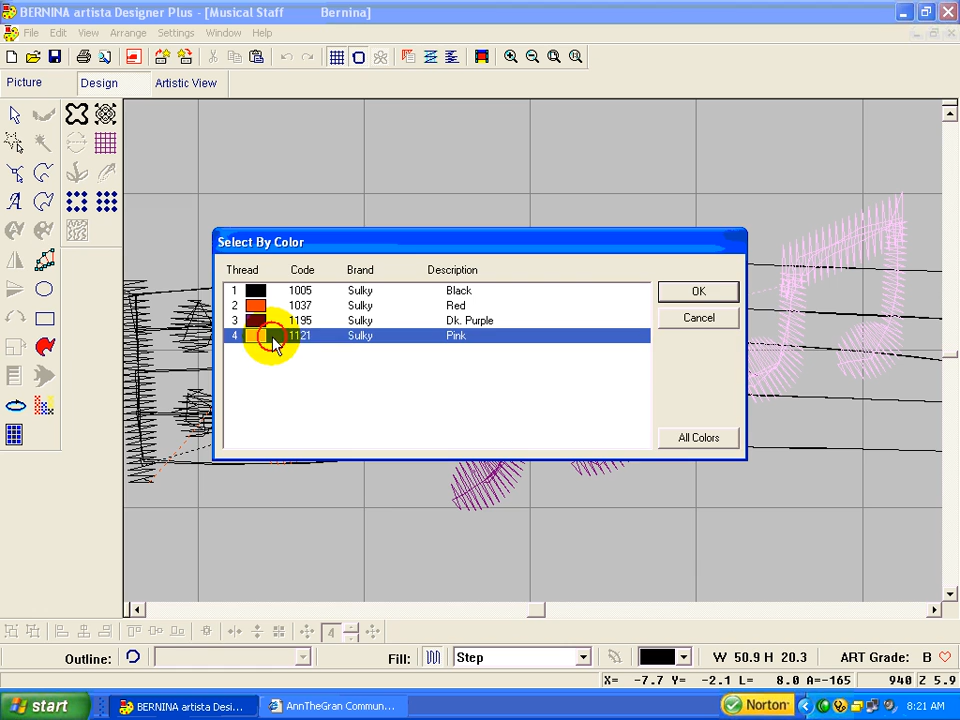 BERNINA artista Designer Plus - [Musical Staff Bernina]
File Edit View Arrange Settings Window Help
Picture Design Artistic View
Select By Color
Thread Code Brand Description
1 1005 Sulky Black
2 1037 Sulky Red
3 1195 Sulky Dk. Purple
4 1121 Sulky Pink
OK
Cancel
All Colors
4
Outline: Fill: Step W 50.9 H 20.3 ART Grade: B
X= -7.7 Y= -2.1 L= 8.0 A=-165 940 Z 5.9
start BERNINA artista Desi... AnnTheGran Commun... Norton 8:21 AM